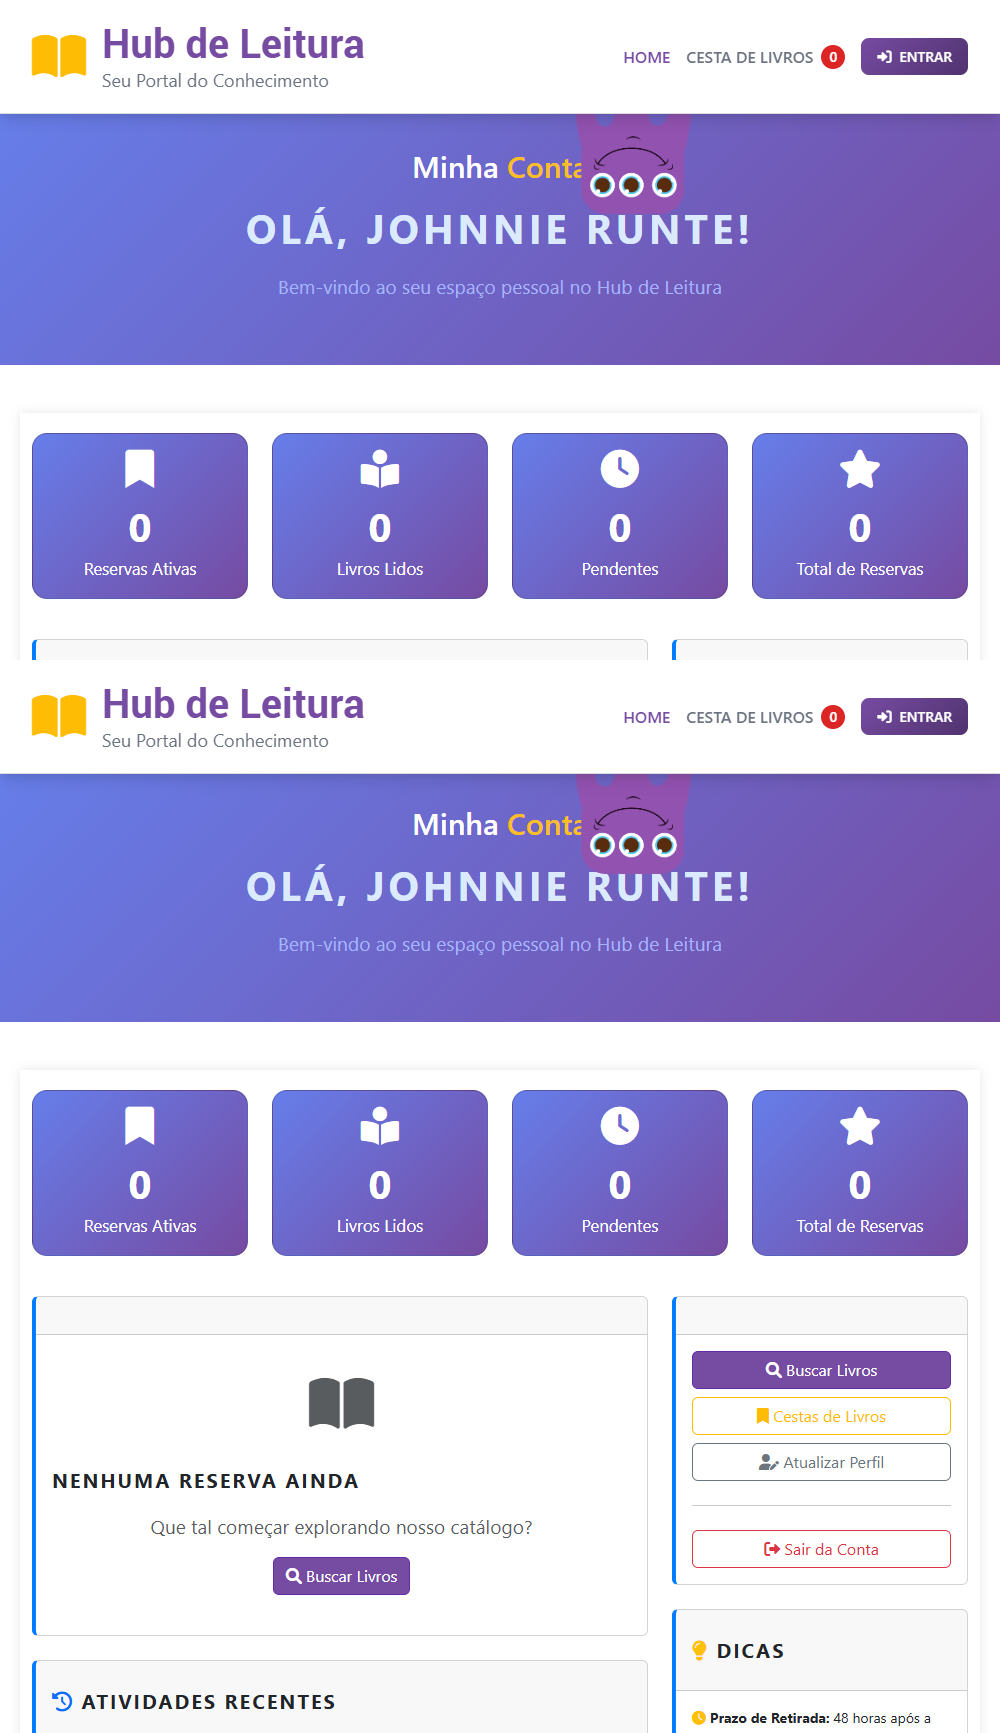 Hub de Leitura
Seu Portal do Conhecimento
HOME CESTA DE LIVROS 0 ENTRAR
Minha Conta
OLÁ, JOHNNIE RUNTE!
Bem-vindo ao seu espaço pessoal no Hub de Leitura
0 0 0 0
Reservas Ativas Livros Lidos Pendentes Total de Reservas
Hub de Leitura
Seu Portal do Conhecimento
HOME CESTA DE LIVROS 0 ENTRAR
Minha Conta
OLÁ, JOHNNIE RUNTE!
Bem-vindo ao seu espaço pessoal no Hub de Leitura
0 0 0 0
Reservas Ativas Livros Lidos Pendentes Total de Reservas
NENHUMA RESERVA AINDA
Que tal começar explorando nosso catálogo?
Buscar Livros
ATIVIDADES RECENTES
Buscar Livros
Cestas de Livros
Atualizar Perfil
Sair da Conta
DICAS
Prazo de Retirada: 48 horas após a